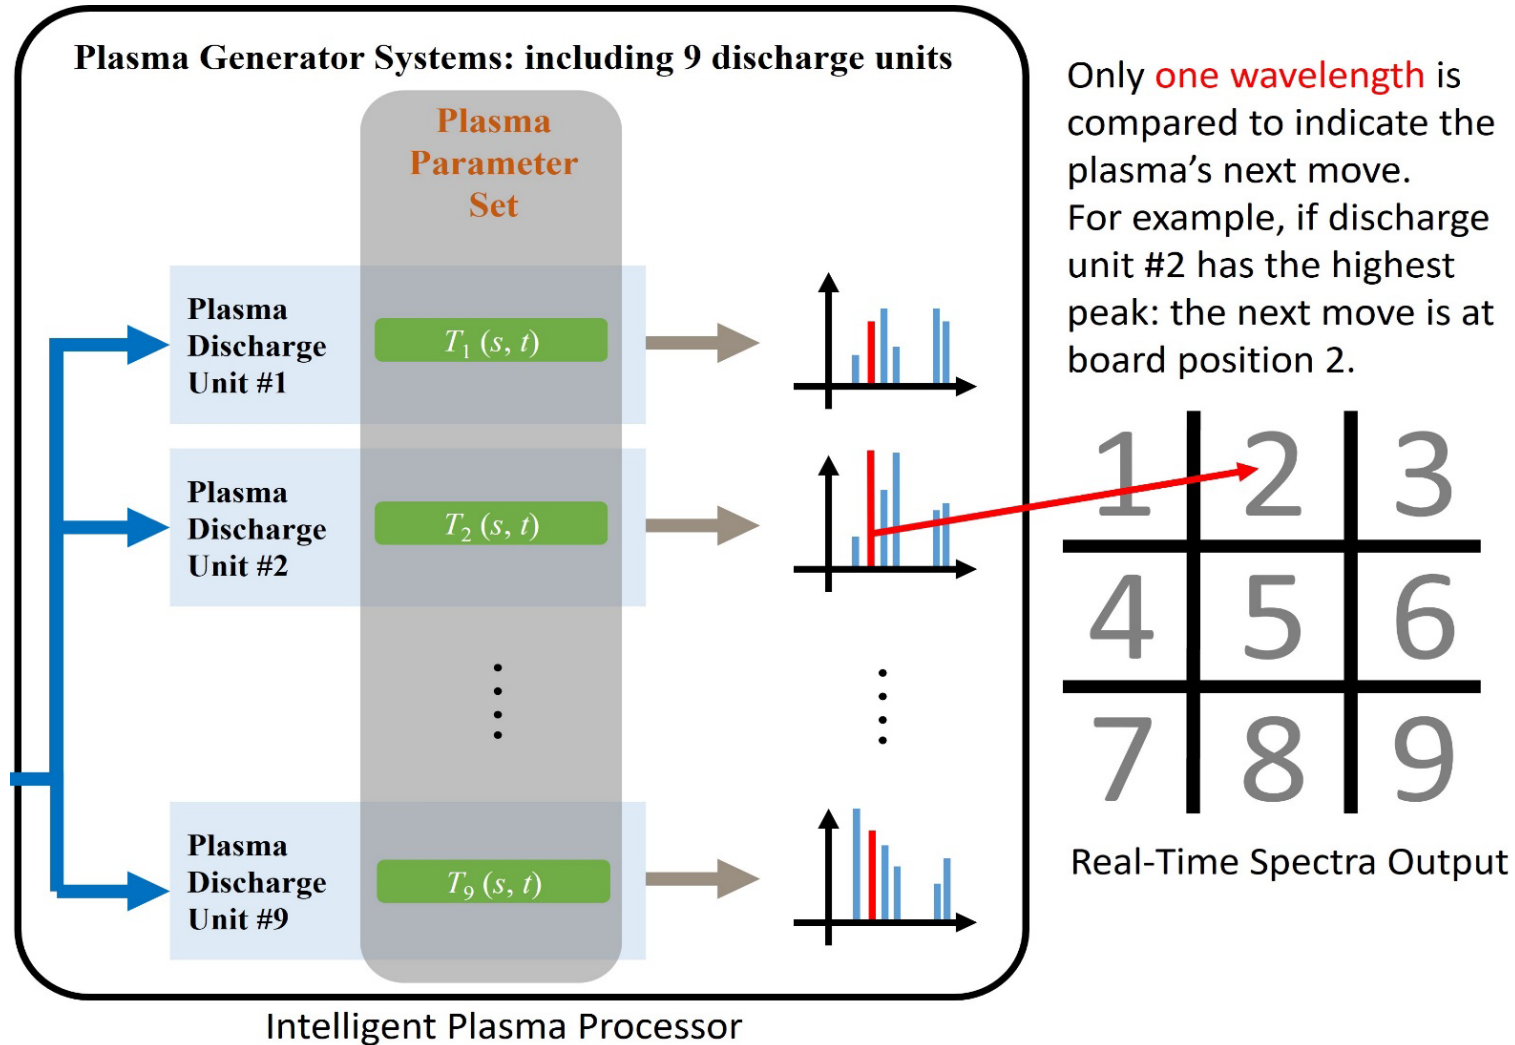 Plasma Generator Systems: including 9 discharge units
Plasma
Parameter
Set
Plasma
Discharge
Unit #1
T1 (s, t)
Plasma
Discharge
Unit #2
T2 (s, t)
Plasma
Discharge
Unit #9
T9 (s, t)
Intelligent Plasma Processor
Only one wavelength is
compared to indicate the
plasma’s next move.
For example, if discharge
unit #2 has the highest
peak: the next move is at
board position 2.
1 2 3
4 5 6
7 8 9
Real-Time Spectra Output